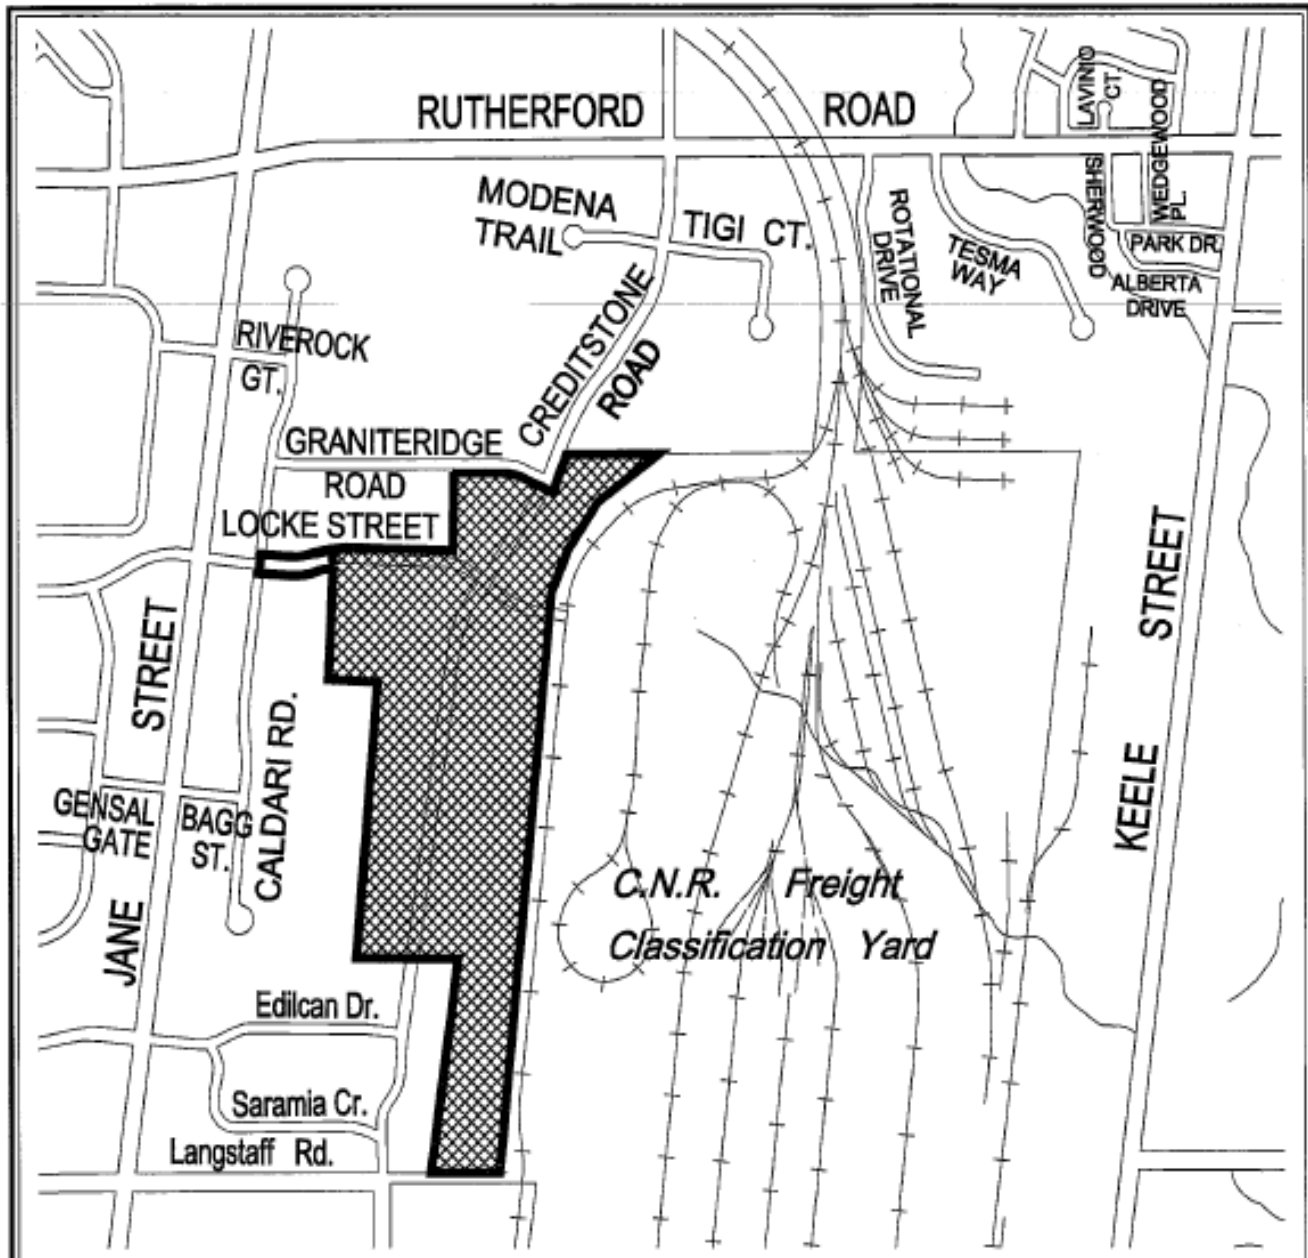 RUTHERFORD ROAD
LAVINIO
CT.
WEDGEWOOD
PL.
SHERWOOD
PARK DR.
ALBERTA
DRIVE
MODENA
TRAIL
TIGI CT.
ROTATIONAL
DRIVE
TESMA
WAY
RIVEROCK
GT.
CREDITSTONE
ROAD
GRANITERIDGE
ROAD
LOCKE STREET
JANE STREET
KEELE STREET
CALDARI RD.
GENSAL
GATE
BAGG
ST.
C.N.R. Freight
Classification Yard
Edilcan Dr.
Saramia Cr.
Langstaff Rd.